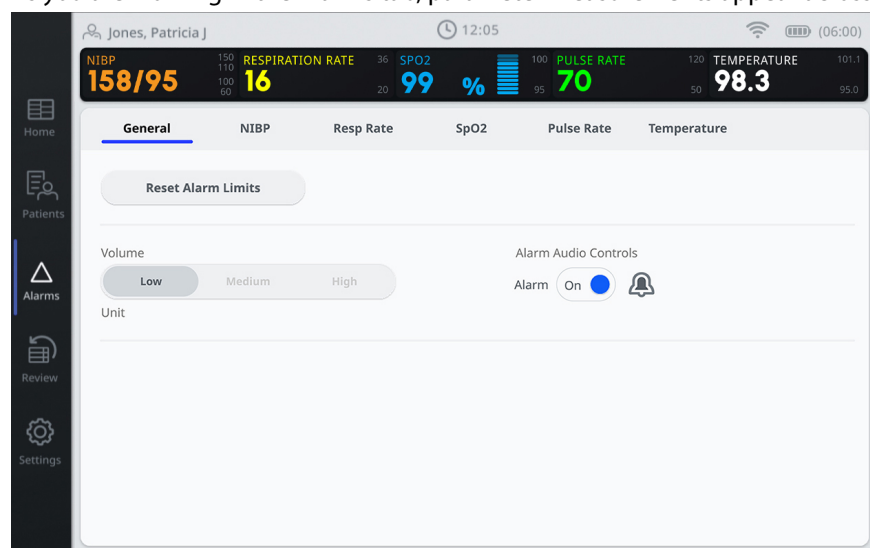 Jones, Patricia J
12:05
(06:00)
NIBP
158/95
150
110
100
60
RESPIRATION RATE
16
36
20
SPO2
99 %
100
95
PULSE RATE
70
120
50
TEMPERATURE
98.3
101.1
95.0
Home
Patients
Alarms
Review
Settings
General NIBP Resp Rate SpO2 Pulse Rate Temperature
Reset Alarm Limits
Volume
Low Medium High
Unit
Alarm Audio Controls
Alarm On